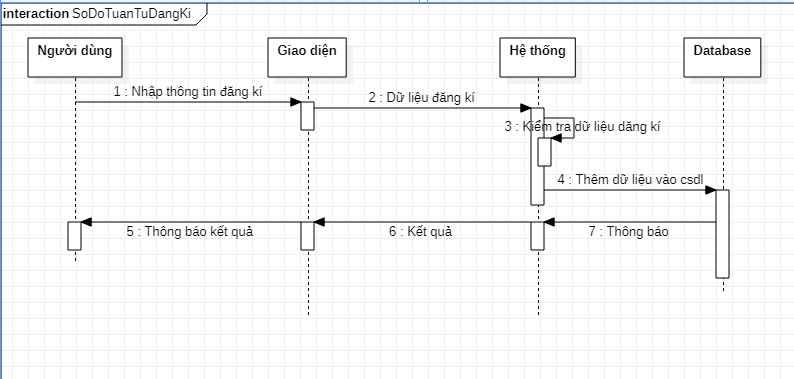 interaction SoDoTuanTuDangKi
Người dùng
Giao diện
Hệ thống
Database
1 : Nhập thông tin đăng kí
2 : Dữ liệu đăng kí
3 : Kiểm tra dữ liệu dăng kí
4 : Thêm dữ liệu vào csdl
5 : Thông báo kết quả
6 : Kết quả
7 : Thông báo